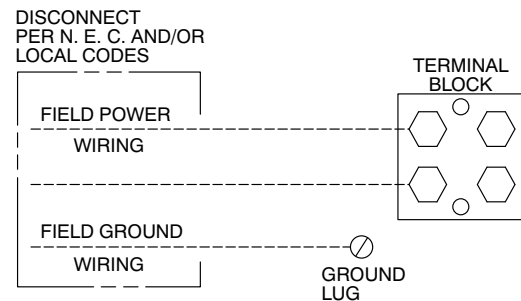 DISCONNECT
PER N. E. C. AND/OR
LOCAL CODES
TERMINAL
BLOCK
FIELD POWER
WIRING
FIELD GROUND
WIRING
GROUND
LUG